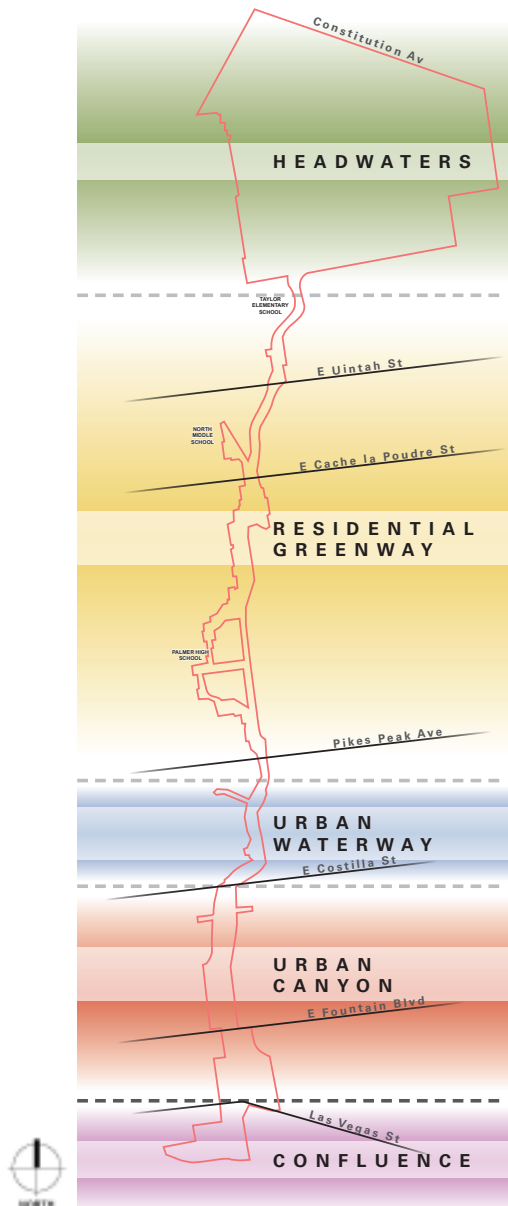 Constitution Av
HEADWATERS
TAYLOR
ELEMENTARY
SCHOOL
E Uintah St
NORTH
MIDDLE
SCHOOL
E Cache la Poudre St
RESIDENTIAL
GREENWAY
PALMER HIGH
SCHOOL
Pikes Peak Ave
URBAN
WATERWAY
E Costilla St
URBAN
CANYON
E Fountain Blvd
Las Vegas St
CONFLUENCE
NORTH